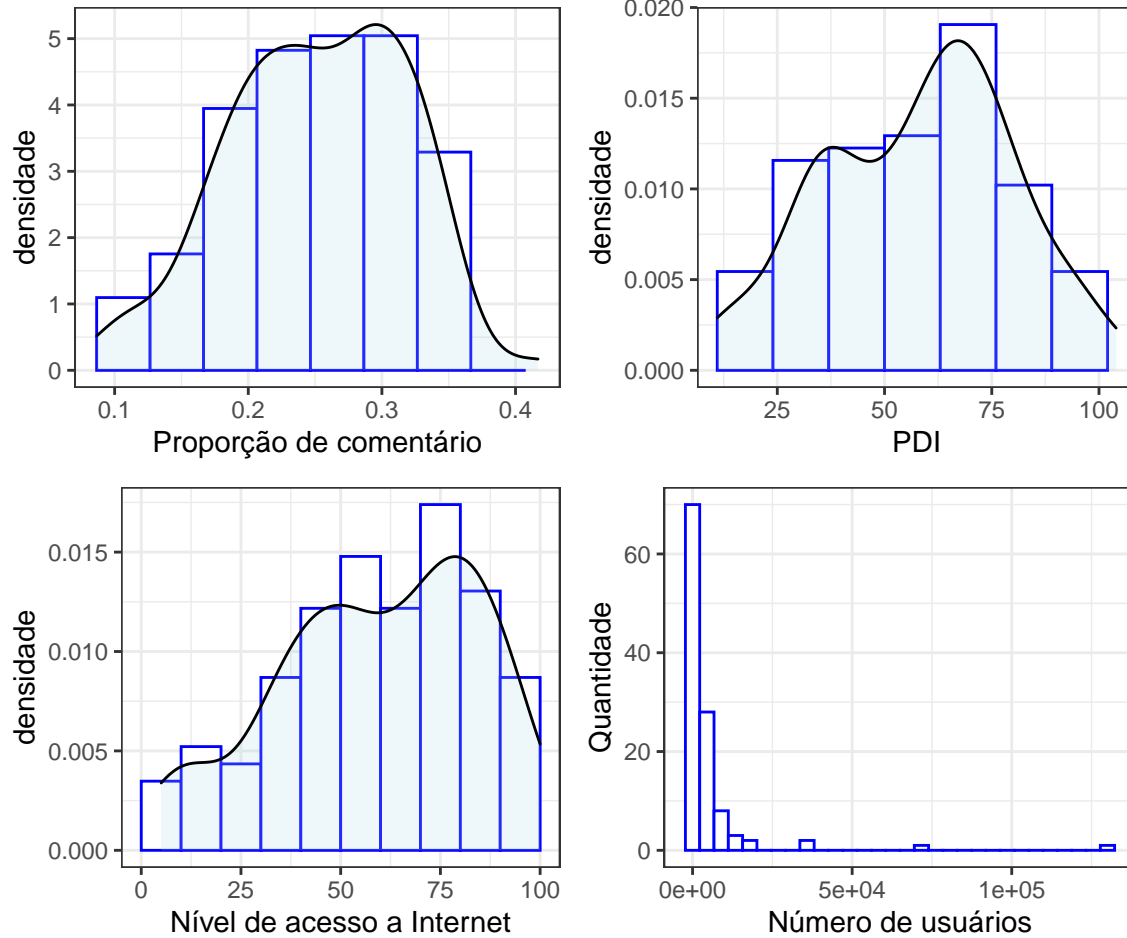 densidade
5
4
3
2
1
0
0.1 0.2 0.3 0.4
Proporção de comentário
densidade
0.020
0.015
0.010
0.005
0.000
25 50 75 100
PDI
densidade
0.015
0.010
0.005
0.000
0 25 50 75 100
Nível de acesso a Internet
Quantidade
60
40
20
0
0e+00 5e+04 1e+05
Número de usuários